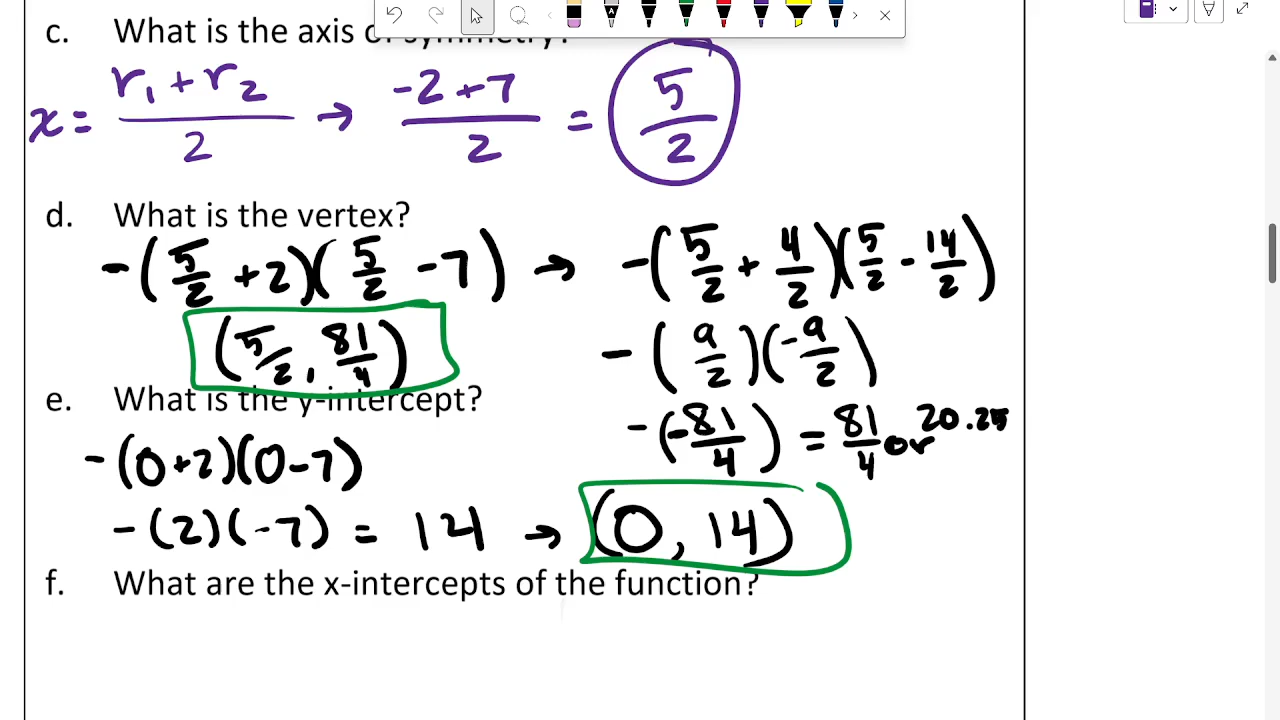 c. What is the axis of symmetry?
x = (r₁ + r₂)/2 → (-2 + 7)/2 = 5/2
d. What is the vertex?
-(5/2 + 2)(5/2 - 7) → -(5/2 + 4/2)(5/2 - 14/2)
(5/2, 81/4)
-(9/2)(-9/2)
-(-81/4) = 81/4 or 20.25
e. What is the y-intercept?
-(0+2)(0-7)
-(2)(-7) = 14 → (0, 14)
f. What are the x-intercepts of the function?